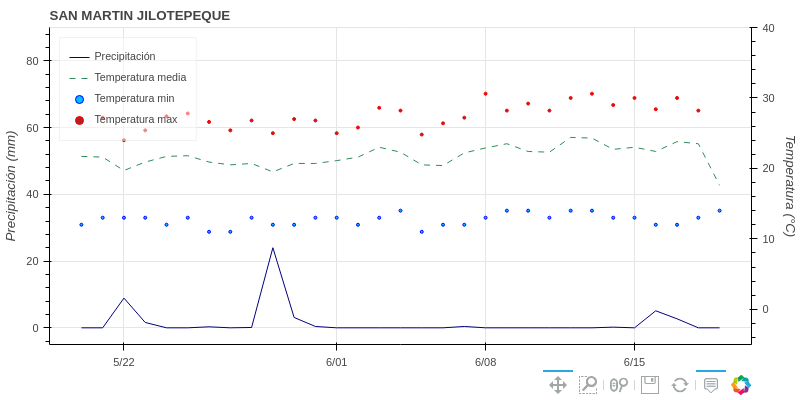 SAN MARTIN JILOTEPEQUE
Precipitación
Temperatura media
Temperatura min
Temperatura max
Precipitación (mm)
80
60
40
20
0
Temperatura (°C)
40
30
20
10
0
5/22
6/01
6/08
6/15